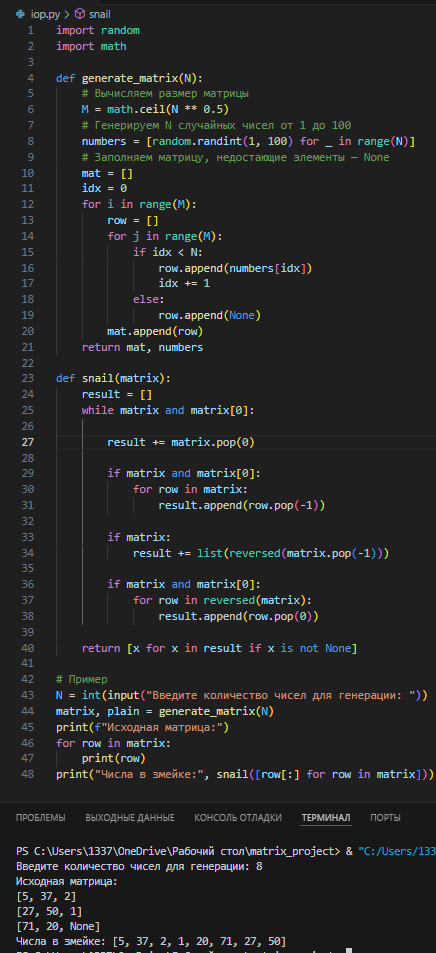 iop.py > snail
1 import random
2 import math
3
4 def generate_matrix(N):
5     # Вычисляем размер матрицы
6     M = math.ceil(N ** 0.5)
7     # Генерируем N случайных чисел от 1 до 100
8     numbers = [random.randint(1, 100) for _ in range(N)]
9     # Заполняем матрицу, недостающие элементы — None
10     mat = []
11     idx = 0
12     for i in range(M):
13         row = []
14         for j in range(M):
15             if idx < N:
16                 row.append(numbers[idx])
17                 idx += 1
18             else:
19                 row.append(None)
20         mat.append(row)
21     return mat, numbers
22
23 def snail(matrix):
24     result = []
25     while matrix and matrix[0]:
26
27         result += matrix.pop(0)
28
29         if matrix and matrix[0]:
30             for row in matrix:
31                 result.append(row.pop(-1))
32
33         if matrix:
34             result += list(reversed(matrix.pop(-1)))
35
36         if matrix and matrix[0]:
37             for row in reversed(matrix):
38                 result.append(row.pop(0))
39
40     return [x for x in result if x is not None]
41
42 # Пример
43 N = int(input("Введите количество чисел для генерации: "))
44 matrix, plain = generate_matrix(N)
45 print(f"Исходная матрица:")
46 for row in matrix:
47     print(row)
48 print("Числа в змейке:", snail([row[:] for row in matrix]))
ПРОБЛЕМЫ ВЫХОДНЫЕ ДАННЫЕ КОНСОЛЬ ОТЛАДКИ ТЕРМИНАЛ ПОРТЫ
PS C:\Users\1337\OneDrive\Рабочий стол\matrix_project> & "C:/Users/133
Введите количество чисел для генерации: 8
Исходная матрица:
[5, 37, 2]
[27, 50, 1]
[71, 20, None]
Числа в змейке: [5, 37, 2, 1, 20, 71, 27, 50]